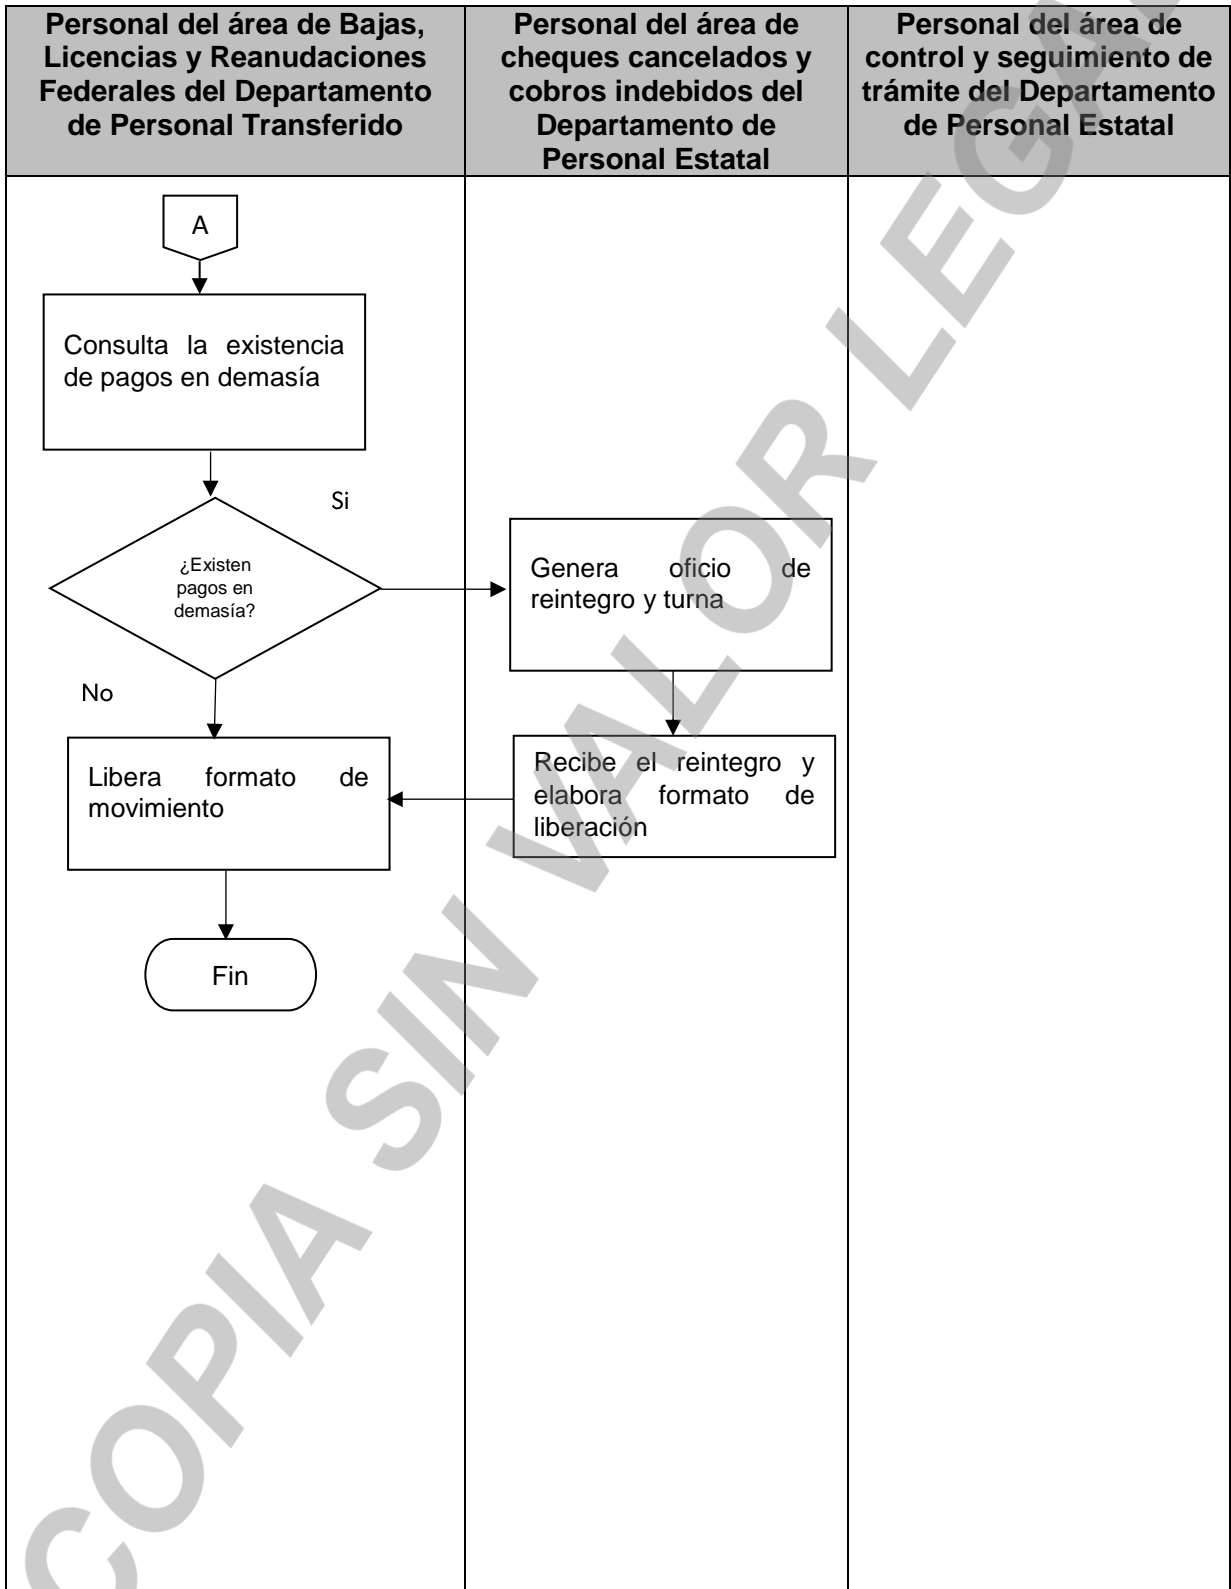 Personal del área de Bajas,
Licencias y Reanudaciones
Federales del Departamento
de Personal Transferido
Personal del área de
cheques cancelados y
cobros indebidos del
Departamento de
Personal Estatal
Personal del área de
control y seguimiento de
trámite del Departamento
de Personal Estatal
A
Consulta la existencia
de pagos en demasía
Si
¿Existen
pagos en
demasía?
Genera oficio de
reintegro y turna
No
Libera formato de
movimiento
Recibe el reintegro y
elabora formato de
liberación
Fin
COPIA SIN VALOR LEGAL